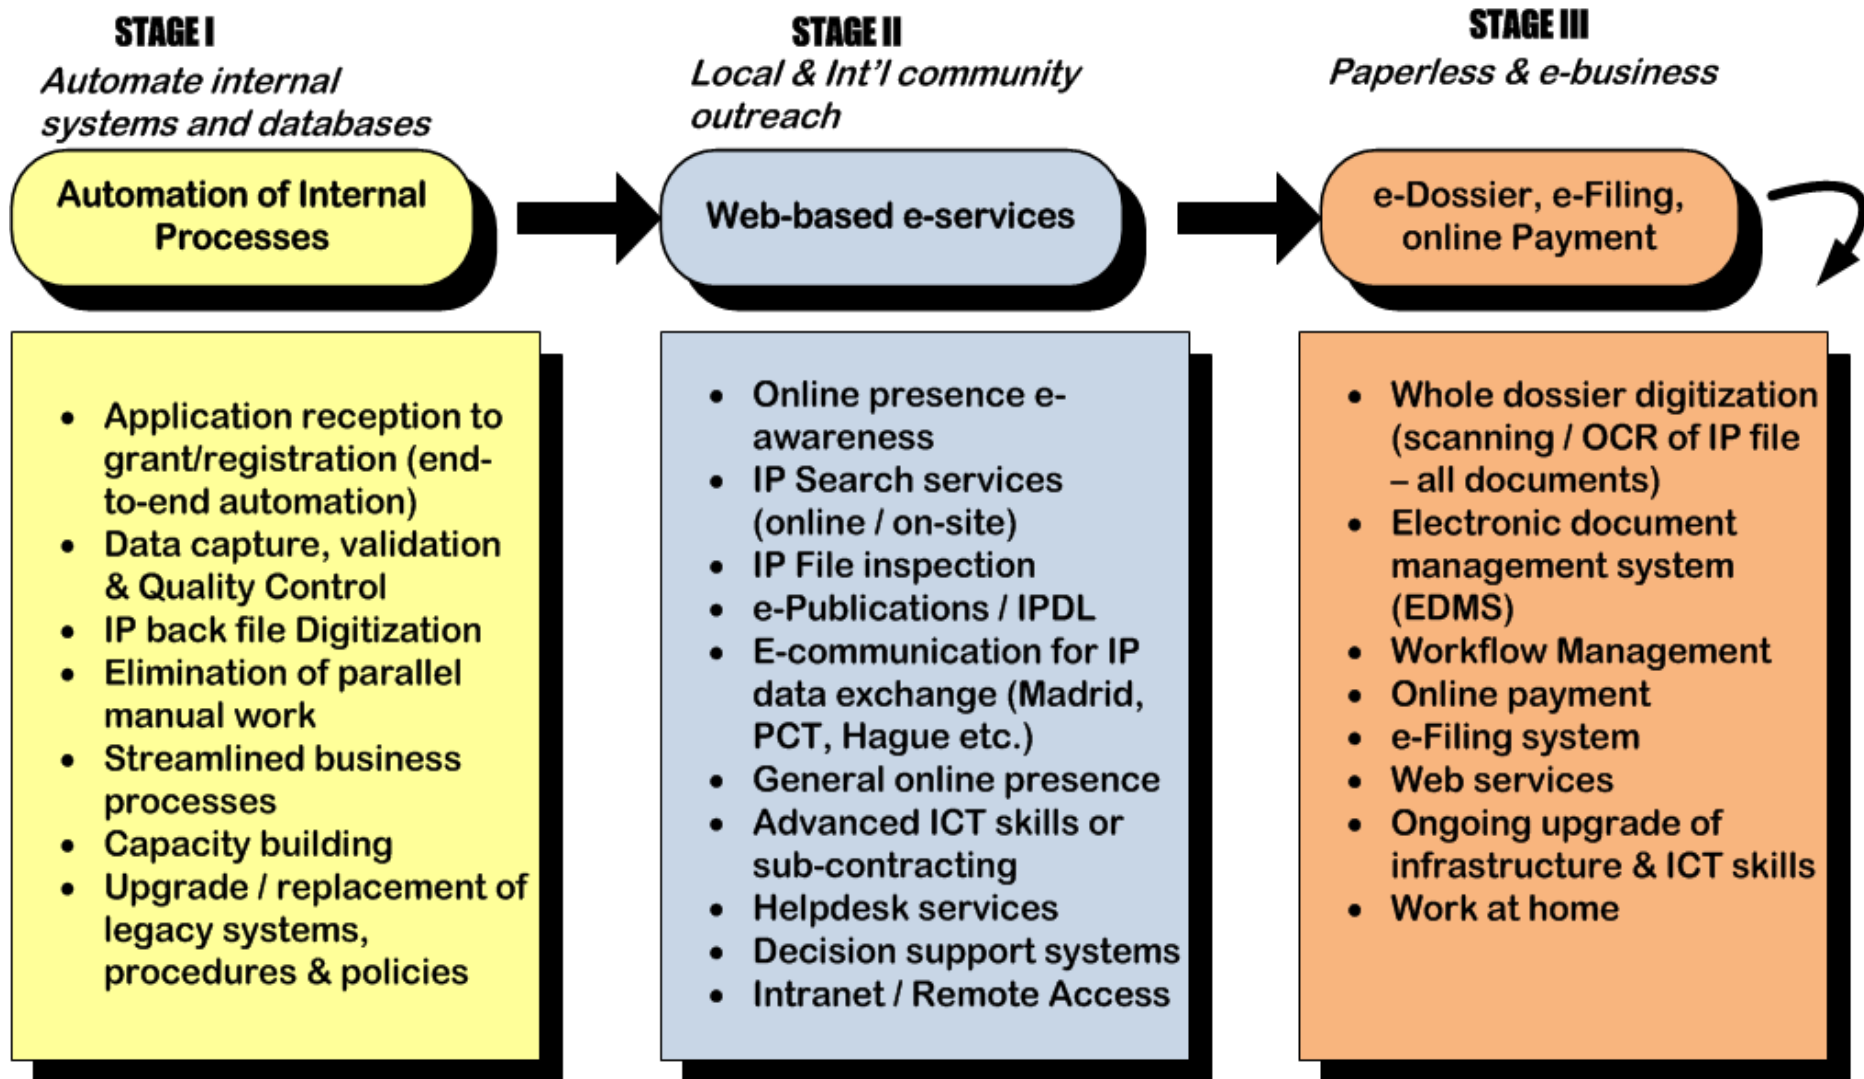 STAGE I
Automate internal
systems and databases
Automation of Internal
Processes
• Application reception to
grant/registration (end-
to-end automation)
• Data capture, validation
& Quality Control
• IP back file Digitization
• Elimination of parallel
manual work
• Streamlined business
processes
• Capacity building
• Upgrade / replacement of
legacy systems,
procedures & policies
STAGE II
Local & Int'l community
outreach
Web-based e-services
• Online presence e-
awareness
• IP Search services
(online / on-site)
• IP File inspection
• e-Publications / IPDL
• E-communication for IP
data exchange (Madrid,
PCT, Hague etc.)
• General online presence
• Advanced ICT skills or
sub-contracting
• Helpdesk services
• Decision support systems
• Intranet / Remote Access
STAGE III
Paperless & e-business
e-Dossier, e-Filing,
online Payment
• Whole dossier digitization
(scanning / OCR of IP file
– all documents)
• Electronic document
management system
(EDMS)
• Workflow Management
• Online payment
• e-Filing system
• Web services
• Ongoing upgrade of
infrastructure & ICT skills
• Work at home